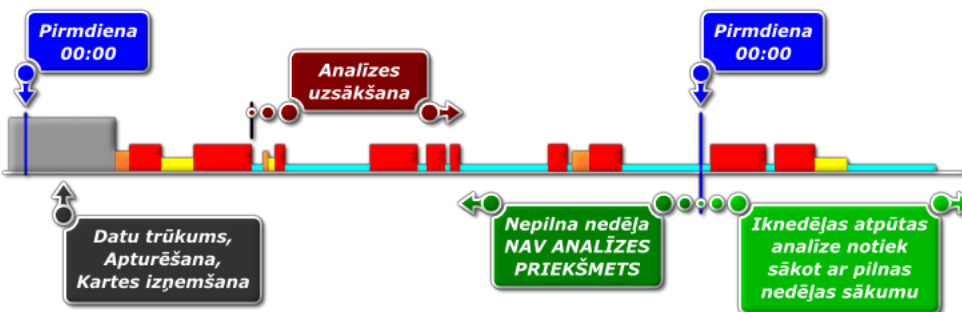 Pirmdiena
00:00
Analīzes
uzsākšana
Pirmdiena
00:00
Datu trūkums,
Apturēšana,
Kartes izņemšana
Nepilna nedēļa
NAV ANALĪZES
PRIEKŠMETS
Iknedēļas atpūtas
analīze notiek
sākot ar pilnas
nedēļas sākumu